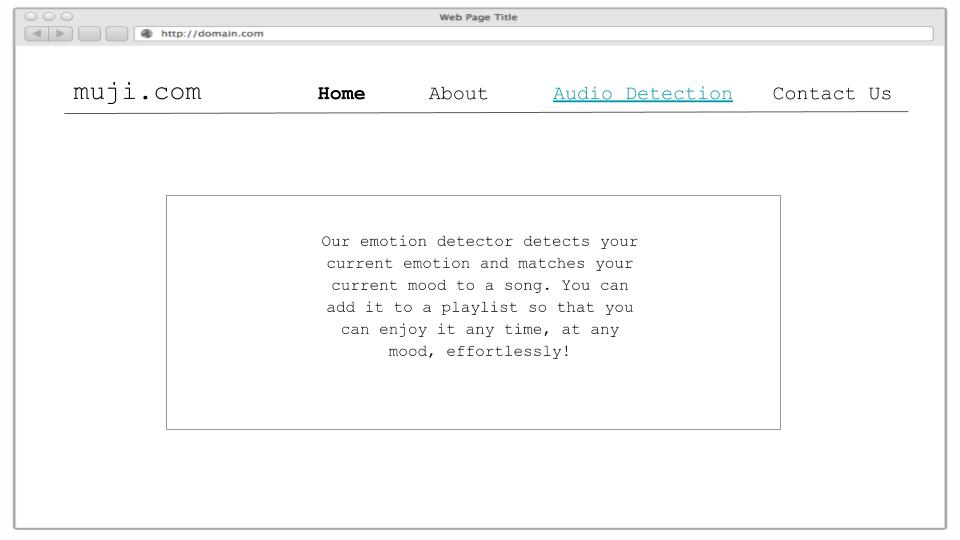 Web Page Title
http://domain.com
muji.com Home About Audio Detection Contact Us
Our emotion detector detects your
current emotion and matches your
current mood to a song. You can
add it to a playlist so that you
can enjoy it any time, at any
mood, effortlessly!